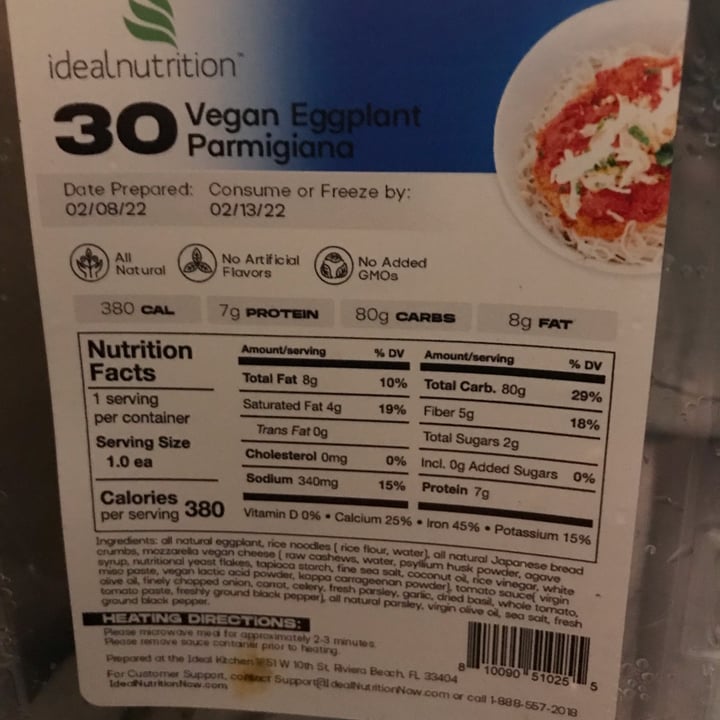 idealnutrition™
30 Vegan Eggplant
Parmigiana
Date Prepared: Consume or Freeze by:
02/08/22 02/13/22
All
Natural
No Artificial
Flavors
No Added
GMOs
380 CAL 7g PROTEIN 80g CARBS 8g FAT
Nutrition
Facts
1 serving
per container
Serving Size
1.0 ea
Calories
per serving 380
Amount/serving % DV
Total Fat 8g 10%
Saturated Fat 4g 19%
Trans Fat 0g
Cholesterol 0mg 0%
Sodium 340mg 15%
Amount/serving % DV
Total Carb. 80g 29%
Fiber 5g 18%
Total Sugars 2g
Incl. 0g Added Sugars 0%
Protein 7g
Vitamin D 0% • Calcium 25% • Iron 45% • Potassium 15%
Ingredients: all natural eggplant, rice noodles [ rice flour, water], all natural Japanese bread
crumbs, mozzarella vegan cheese [ raw cashews, water, psyllium husk powder, agave
syrup, nutritional yeast flakes, tapioca starch, fine sea salt, coconut oil, rice vinegar, white
miso paste, vegan lactic acid powder, kappa carrageenan powder], tomato sauce[ virgin
olive oil, finely chopped onion, carrot, celery, fresh parsley, garlic, dried basil, whole tomato,
tomato paste, freshly ground black pepper], all natural parsley, virgin olive oil, sea salt, fresh
ground black pepper.
HEATING DIRECTIONS:
Please microwave meal for approximately 2-3 minutes.
Please remove sauce container prior to heating.
Prepared at the Ideal Kitchen W 10th St, Riviera Beach, FL 33404
For Customer Support, contact Support@IdealNutritionNow.com or call 1-888-557-2018
IdealNutritionNow.com
8 10090 51025 5